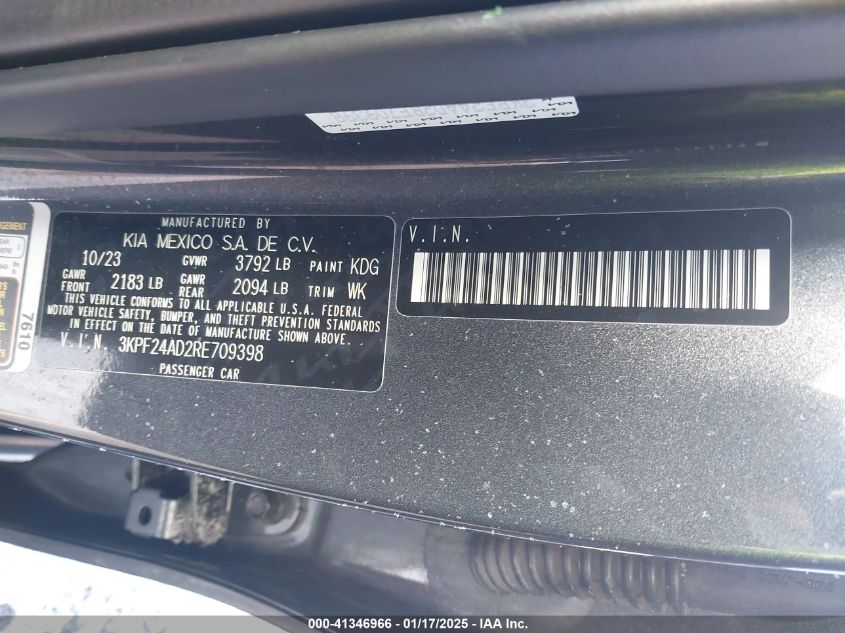 MANUFACTURED BY
KIA MEXICO S.A. DE C.V.
10/23 GVWR 3792 LB PAINT KDG
GAWR FRONT 2183 LB GAWR REAR 2094 LB TRIM WK
THIS VEHICLE CONFORMS TO ALL APPLICABLE U.S.A. FEDERAL
MOTOR VEHICLE SAFETY, BUMPER, AND THEFT PREVENTION STANDARDS
IN EFFECT ON THE DATE OF MANUFACTURE SHOWN ABOVE.
V.I.N. 3KPF24AD2RE709398
PASSENGER CAR
V.I.N.
7610
000-41346966 — 01/17/2025 — IAA Inc.